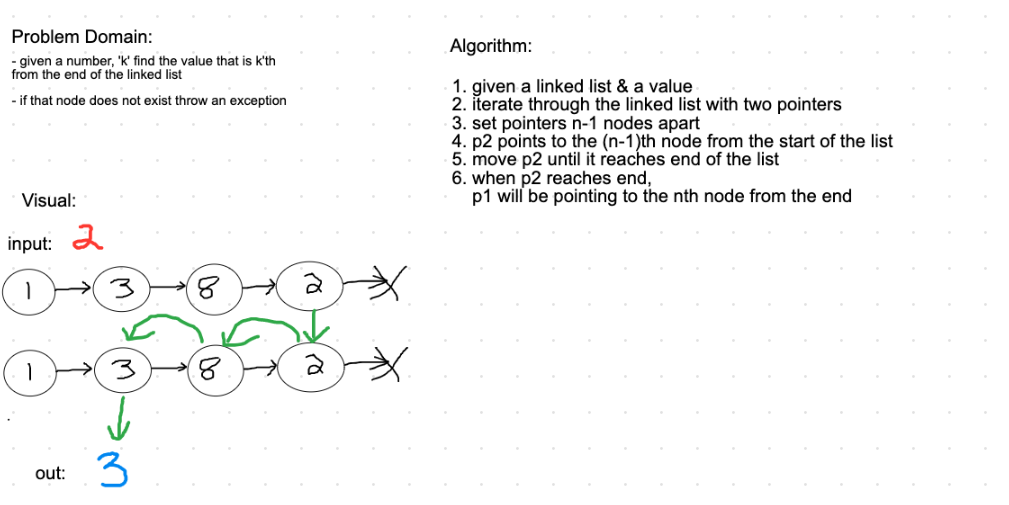 Problem Domain:
- given a number, 'k' find the value that is k'th
from the end of the linked list
- if that node does not exist throw an exception
Algorithm:
1. given a linked list & a value
2. iterate through the linked list with two pointers
3. set pointers n-1 nodes apart
4. p2 points to the (n-1)th node from the start of the list
5. move p2 until it reaches end of the list
6. when p2 reaches end,
p1 will be pointing to the nth node from the end
Visual:
input: 2
1 3 8 2 X
1 3 8 2 X
out: 3